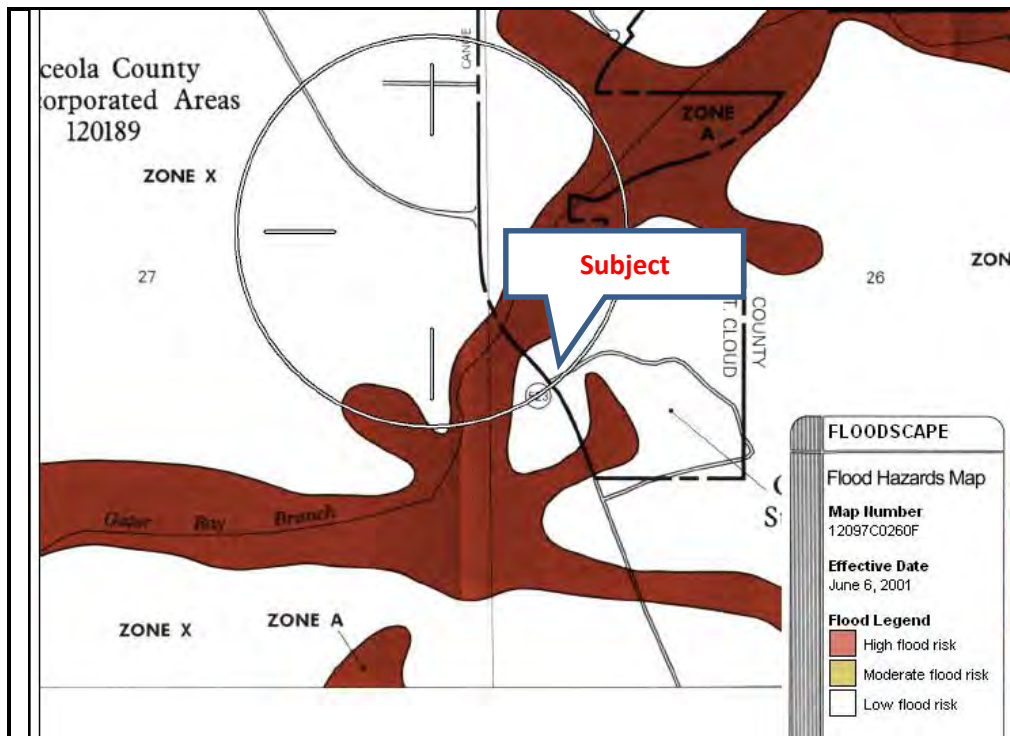 ceola County
corporated Areas
120189
ZONE X
27
CANOE
ZONE
A
Subject
26
ZON
COUNTY
T. CLOUD
523
Gator Bay Branch
ZONE X
ZONE A
FLOODSCAPE
Flood Hazards Map
Map Number
12097C0260F
Effective Date
June 6, 2001
Flood Legend
High flood risk
Moderate flood risk
Low flood risk